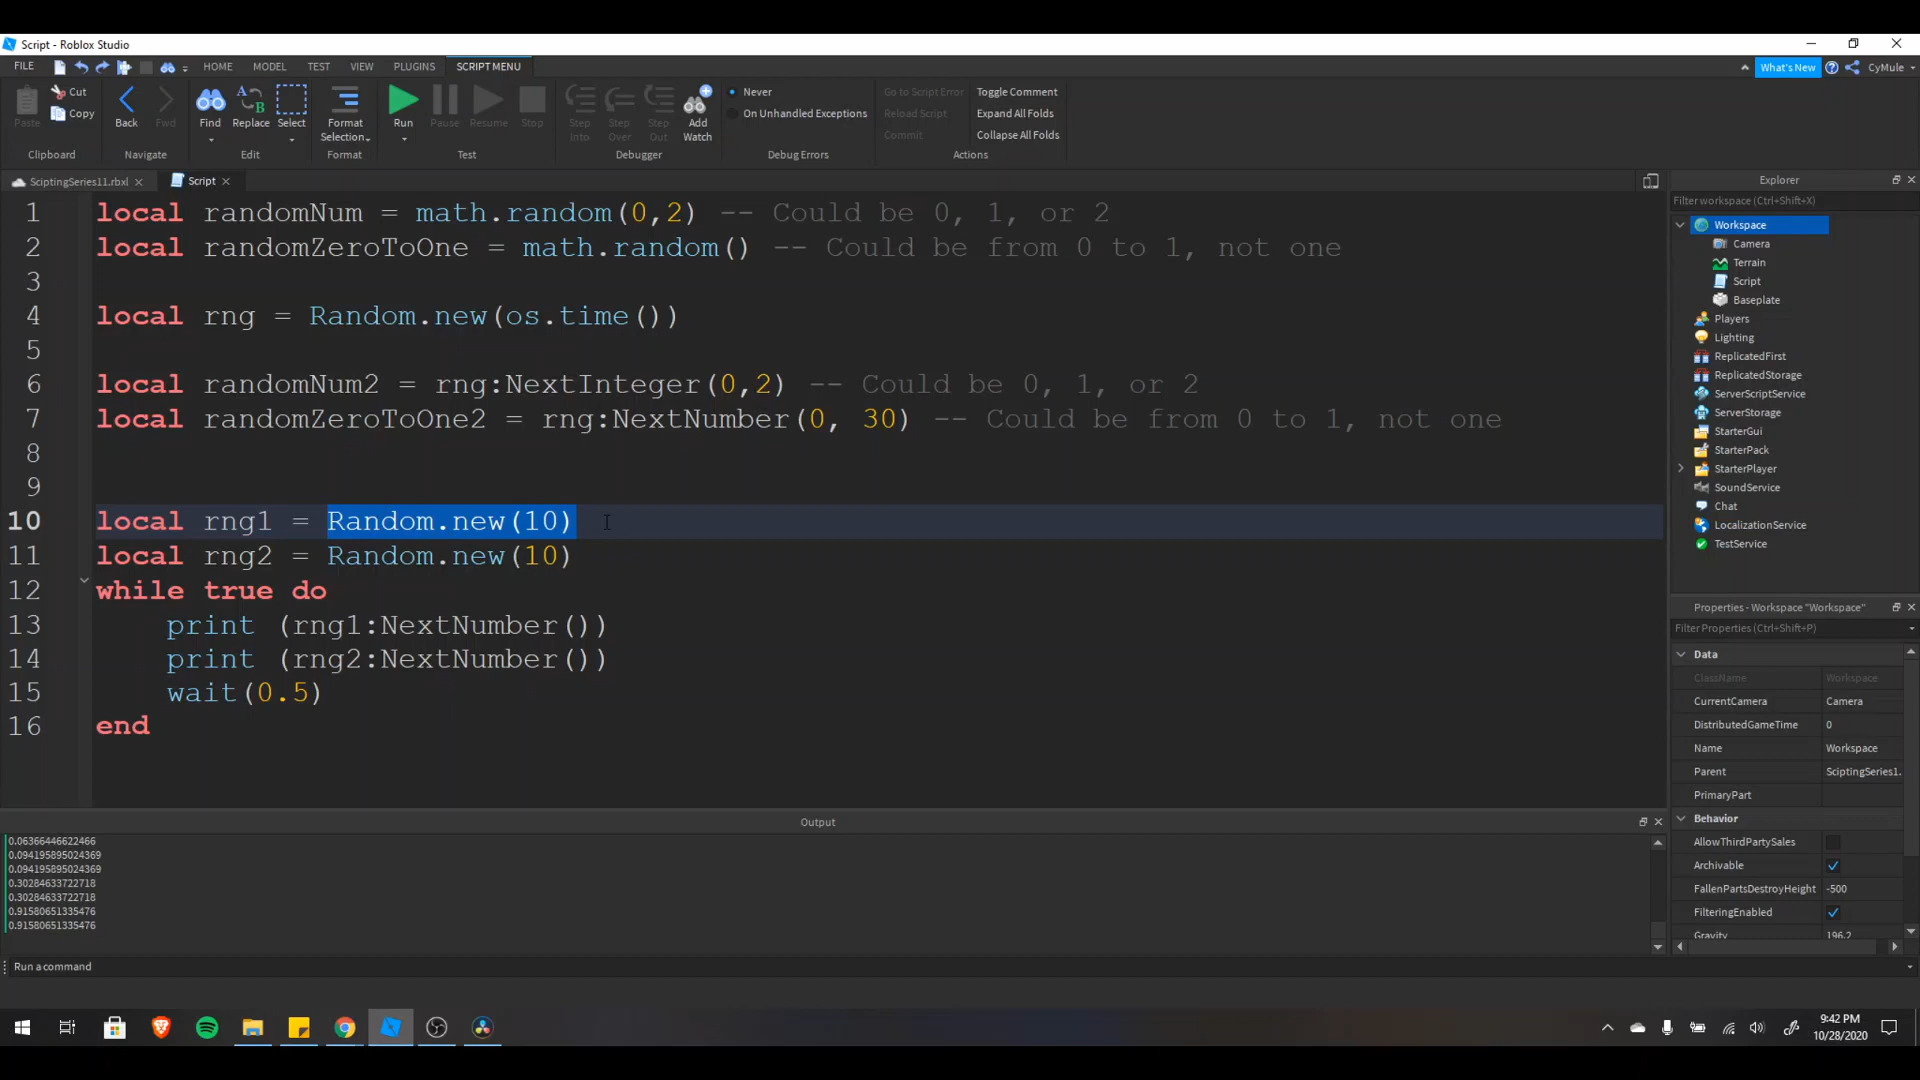 Script - Roblox Studio
FILE HOME MODEL TEST VIEW PLUGINS SCRIPT MENU What's New CyMule
Paste Cut Copy Back Fwd Find Replace Select Format Selection Run Pause Resume Stop Step Into Step Over Step Out Add Watch Never On Unhandled Exceptions Go to Script Error Reload Script Commit Toggle Comment Expand All Folds Collapse All Folds
Clipboard Navigate Edit Format Test Debugger Debug Errors Actions
SciptingSeries11.rbxl Script
1 local randomNum = math.random(0,2) -- Could be 0, 1, or 2
2 local randomZeroToOne = math.random() -- Could be from 0 to 1, not one
3
4 local rng = Random.new(os.time())
5
6 local randomNum2 = rng:NextInteger(0,2) -- Could be 0, 1, or 2
7 local randomZeroToOne2 = rng:NextNumber(0, 30) -- Could be from 0 to 1, not one
8
9
10 local rng1 = Random.new(10)
11 local rng2 = Random.new(10)
12 while true do
13 print (rng1:NextNumber())
14 print (rng2:NextNumber())
15 wait(0.5)
16 end
Output
0.06366446622466
0.094195895024369
0.094195895024369
0.30284633722718
0.30284633722718
0.91580651335476
0.91580651335476
Run a command
Explorer
Filter workspace (Ctrl+Shift+X)
Workspace
Camera
Terrain
Script
Baseplate
Players
Lighting
ReplicatedFirst
ReplicatedStorage
ServerScriptService
ServerStorage
StarterGui
StarterPack
StarterPlayer
SoundService
Chat
LocalizationService
TestService
Properties - Workspace "Workspace"
Filter Properties (Ctrl+Shift+P)
Data
ClassName Workspace
CurrentCamera Camera
DistributedGameTime 0
Name Workspace
Parent SciptingSeries1.
PrimaryPart
Behavior
AllowThirdPartySales
Archivable
FallenPartsDestroyHeight -500
FilteringEnabled
Gravity 196.2
9:42 PM
10/28/2020